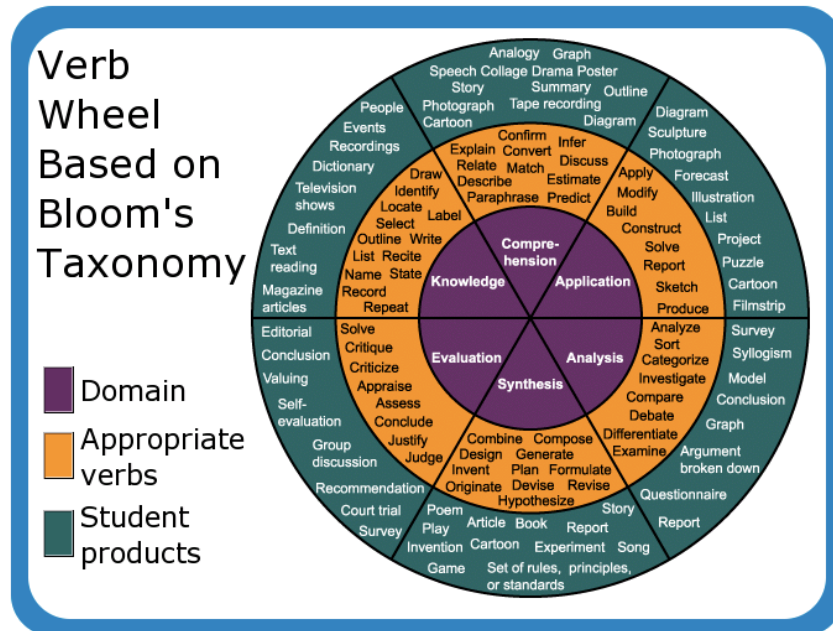 Verb
Wheel
Based on
Bloom's
Taxonomy
Domain
Appropriate
verbs
Student
products
Knowledge
Compre-
hension
Application
Analysis
Synthesis
Evaluation
Draw
Identify
Locate
Label
Select
Outline Write
List Recite
Name State
Record
Repeat
Confirm
Infer
Explain Convert
Discuss
Relate Match
Estimate
Describe
Predict
Paraphrase
Apply
Modify
Build
Construct
Solve
Report
Sketch
Produce
Analyze
Sort
Categorize
Investigate
Compare
Debate
Differentiate
Examine
Combine Compose
Design Generate
Invent Plan Formulate
Originate Devise Revise
Hypothesize
Solve
Critique
Criticize
Appraise
Assess
Conclude
Justify
Judge
People
Events
Recordings
Dictionary
Television
shows
Definition
Text
reading
Magazine
articles
Analogy Graph
Speech Collage Drama Poster
Story Summary Outline
Photograph Tape recording
Cartoon Diagram
Diagram
Sculpture
Photograph
Forecast
Illustration
List
Project
Puzzle
Cartoon
Filmstrip
Survey
Syllogism
Model
Conclusion
Graph
Argument
broken down
Questionnaire
Report
Poem Story
Play Article Book Report
Invention Cartoon Experiment Song
Game Set of rules, principles,
or standards
Editorial
Conclusion
Valuing
Self-
evaluation
Group
discussion
Recommendation
Court trial
Survey